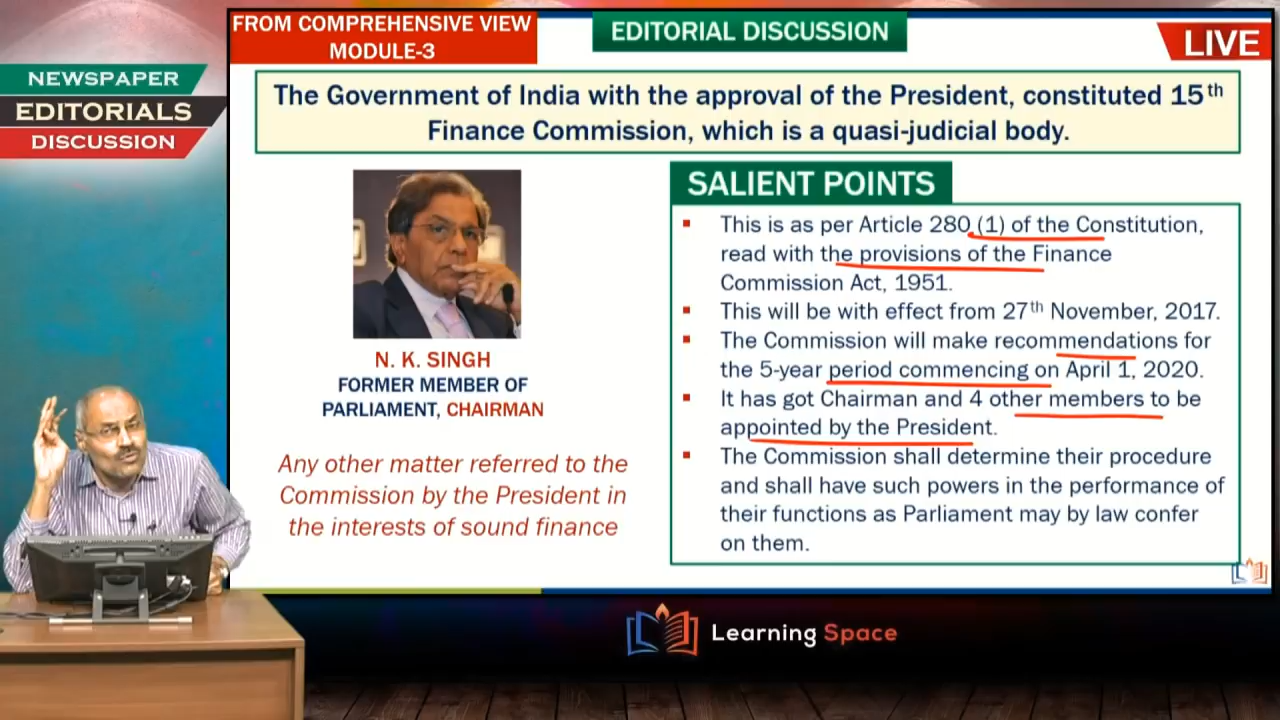 FROM COMPREHENSIVE VIEW
MODULE-3
EDITORIAL DISCUSSION
LIVE
NEWSPAPER
EDITORIALS
DISCUSSION
The Government of India with the approval of the President, constituted 15th
Finance Commission, which is a quasi-judicial body.
N. K. SINGH
FORMER MEMBER OF
PARLIAMENT, CHAIRMAN
Any other matter referred to the
Commission by the President in
the interests of sound finance
SALIENT POINTS
▪ This is as per Article 280 (1) of the Constitution,
read with the provisions of the Finance
Commission Act, 1951.
▪ This will be with effect from 27th November, 2017.
▪ The Commission will make recommendations for
the 5-year period commencing on April 1, 2020.
▪ It has got Chairman and 4 other members to be
appointed by the President.
▪ The Commission shall determine their procedure
and shall have such powers in the performance of
their functions as Parliament may by law confer
on them.
Learning Space